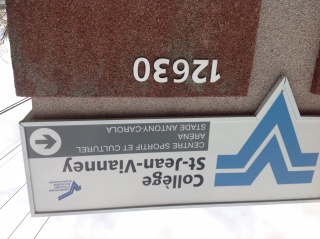 12630
Collège
St-Jean-Vianney
CENTRE SPORTIF ET CULTUREL
ARENA
STADE ANTONY-CAROLA